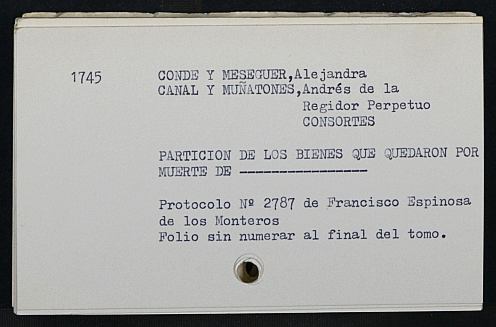 1745 CONDE Y MESEGUER,Alejandra
CANAL Y MUÑATONES,Andrés de la
Regidor Perpetuo
CONSORTES
PARTICION DE LOS BIENES QUE QUEDARON POR
MUERTE DE -----------------
Protocolo Nº 2787 de Francisco Espinosa
de los Monteros
Folio sin numerar al final del tomo.